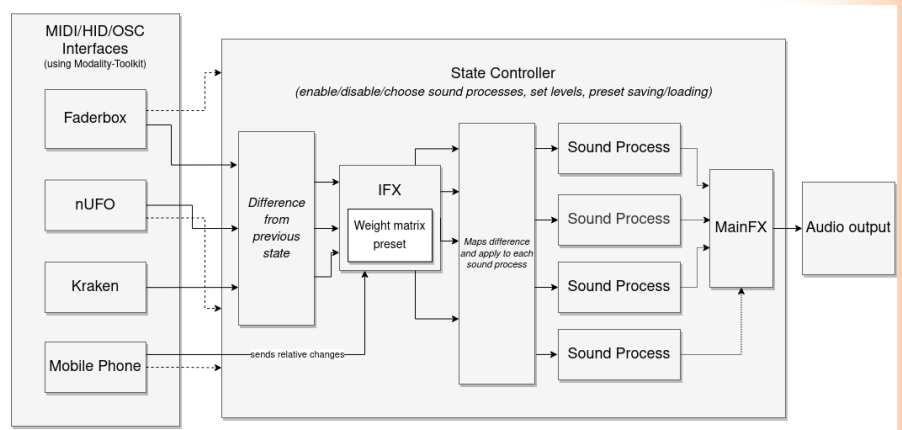 MIDI/HID/OSC
Interfaces
(using Modality-Toolkit)
Faderbox
nUFO
Kraken
Mobile Phone
State Controller
(enable/disable/choose sound processes, set levels, preset saving/loading)
Difference
from
previous
state
IFX
Weight matrix
preset
sends relative changes
Maps difference
and apply to each
sound process
Sound Process
Sound Process
Sound Process
Sound Process
MainFX
Audio output